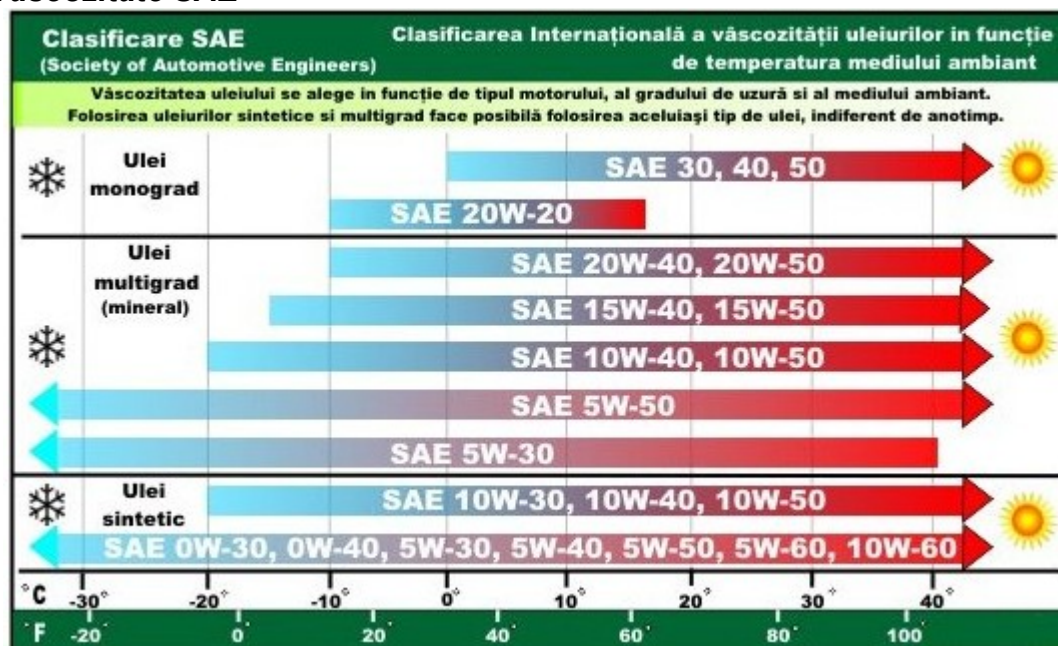 Clasificare SAE
(Society of Automotive Engineers)
Clasificarea Internațională a vâscozității uleiurilor in funcție
de temperatura mediului ambiant
Vâscozitatea uleiului se alege in funcție de tipul motorului, al gradului de uzură si al mediului ambiant.
Folosirea uleiurilor sintetice si multigrad face posibilă folosirea aceluiași tip de ulei, indiferent de anotimp.
Ulei
monograd
SAE 30, 40, 50
SAE 20W-20
Ulei
multigrad
(mineral)
SAE 20W-40, 20W-50
SAE 15W-40, 15W-50
SAE 10W-40, 10W-50
SAE 5W-50
SAE 5W-30
Ulei
sintetic
SAE 10W-30, 10W-40, 10W-50
SAE 0W-30, 0W-40, 5W-30, 5W-40, 5W-50, 5W-60, 10W-60
°C -30° -20° -10° 0° 10° 20° 30° 40°
°F -20° 0° 20° 40° 60° 80° 100°